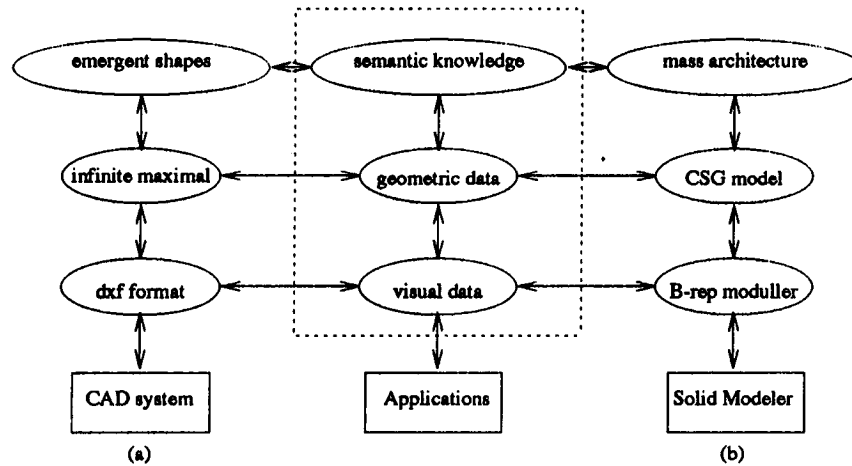 emergent shapes
semantic knowledge
mass architecture
infinite maximal
geometric data
CSG model
dxf format
visual data
B-rep moduller
CAD system
Applications
Solid Modeler
(a)
(b)